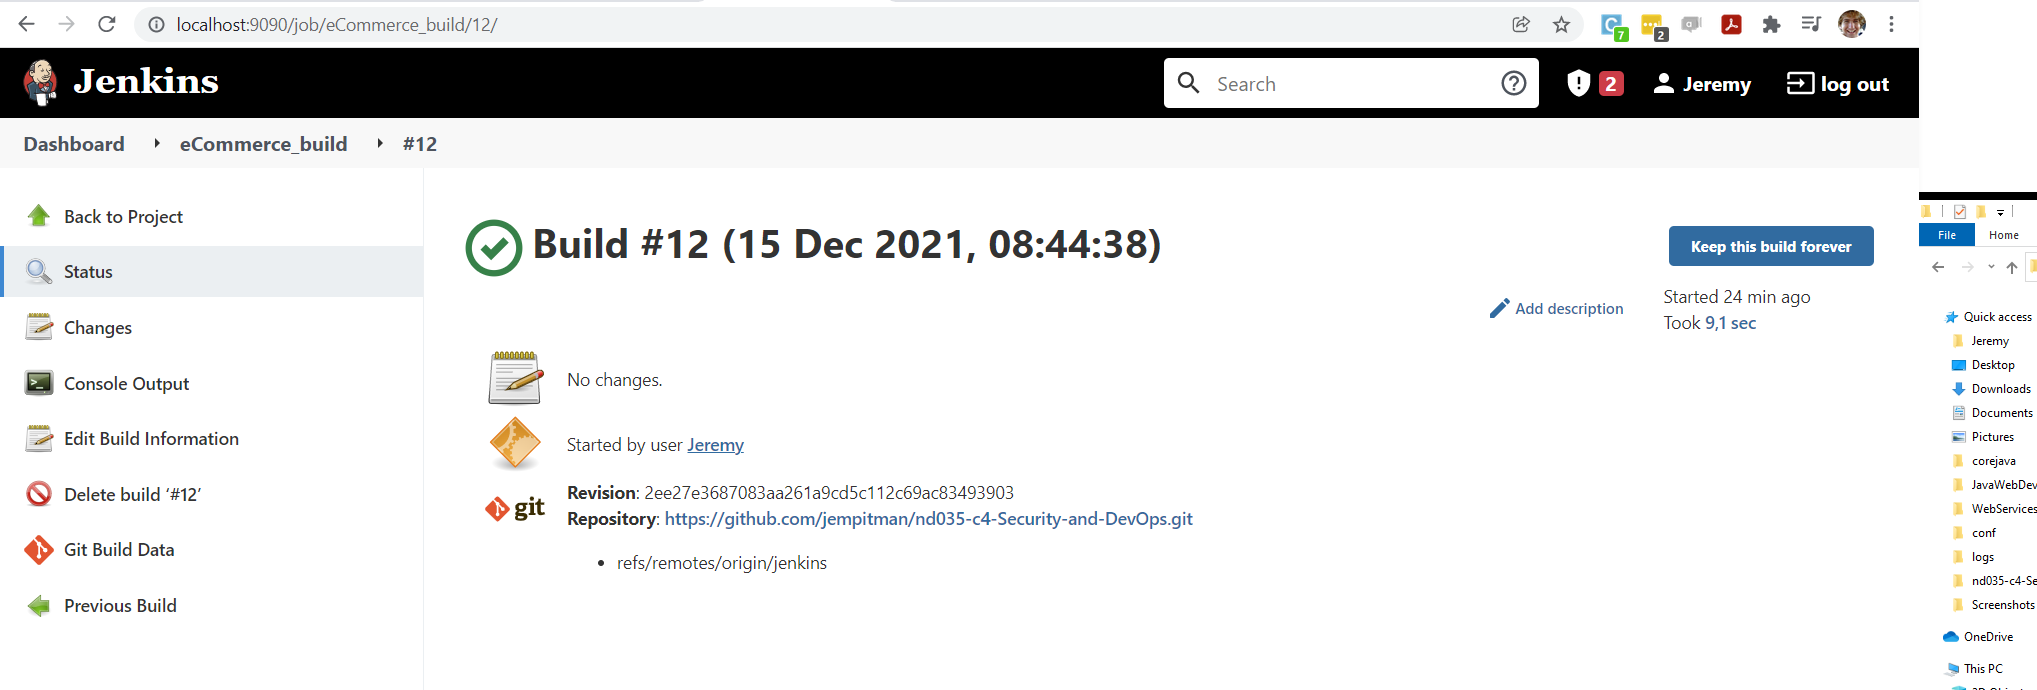 localhost:9090/job/eCommerce_build/12/
7
2
Jenkins
Search
2
Jeremy
log out
Dashboard
eCommerce_build
#12
Back to Project
Status
Changes
Console Output
Edit Build Information
Delete build ‘#12’
Git Build Data
Previous Build
Build #12 (15 Dec 2021, 08:44:38)
Keep this build forever
Add description
Started 24 min ago
Took 9,1 sec
No changes.
Started by user Jeremy
git
Revision: 2ee27e3687083aa261a9cd5c112c69ac83493903
Repository: https://github.com/jempitman/nd035-c4-Security-and-DevOps.git
refs/remotes/origin/jenkins
File
Home
Quick access
Jeremy
Desktop
Downloads
Documents
Pictures
corejava
JavaWebDev
WebServices
conf
logs
nd035-c4-Se
Screenshots
OneDrive
This PC